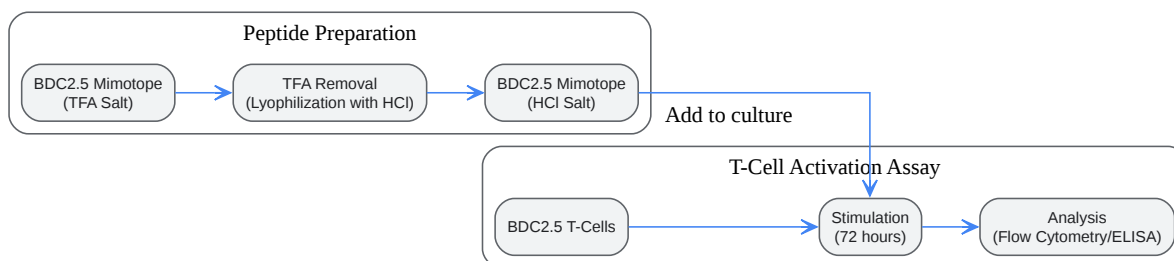 Peptide Preparation
BDC2.5 Mimotope
(TFA Salt)
TFA Removal
(Lyophilization with HCl)
BDC2.5 Mimotope
(HCl Salt)
Add to culture
T-Cell Activation Assay
BDC2.5 T-Cells
Stimulation
(72 hours)
Analysis
(Flow Cytometry/ELISA)